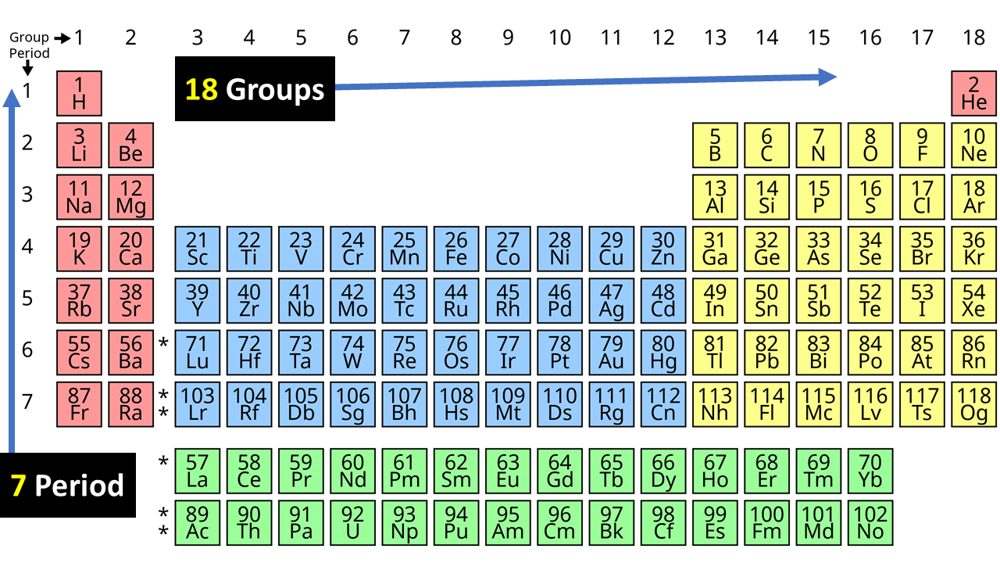 Group → 1 2 3 4 5 6 7 8 9 10 11 12 13 14 15 16 17 18
Period
18 Groups
1 1 2
H He
2 3 4 5 6 7 8 9 10
Li Be B C N O F Ne
3 11 12 13 14 15 16 17 18
Na Mg Al Si P S Cl Ar
4 19 20 21 22 23 24 25 26 27 28 29 30 31 32 33 34 35 36
K Ca Sc Ti V Cr Mn Fe Co Ni Cu Zn Ga Ge As Se Br Kr
5 37 38 39 40 41 42 43 44 45 46 47 48 49 50 51 52 53 54
Rb Sr Y Zr Nb Mo Tc Ru Rh Pd Ag Cd In Sn Sb Te I Xe
6 55 56 * 71 72 73 74 75 76 77 78 79 80 81 82 83 84 85 86
Cs Ba Lu Hf Ta W Re Os Ir Pt Au Hg Tl Pb Bi Po At Rn
7 87 88 * 103 104 105 106 107 108 109 110 111 112 113 114 115 116 117 118
Fr Ra * Lr Rf Db Sg Bh Hs Mt Ds Rg Cn Nh Fl Mc Lv Ts Og
7 Period
* 57 58 59 60 61 62 63 64 65 66 67 68 69 70
La Ce Pr Nd Pm Sm Eu Gd Tb Dy Ho Er Tm Yb
* 89 90 91 92 93 94 95 96 97 98 99 100 101 102
* Ac Th Pa U Np Pu Am Cm Bk Cf Es Fm Md No